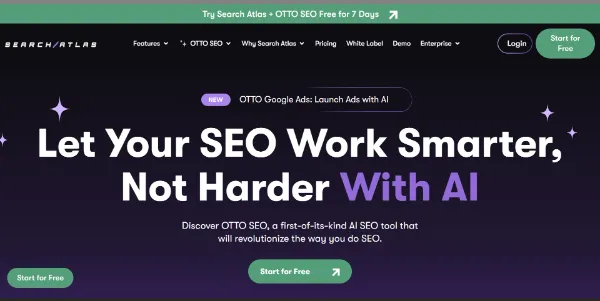 Try Search Atlas + OTTO SEO Free for 7 Days
SEARCH/ATLAS
Features
OTTO SEO
Why Search Atlas
Pricing
White Label
Demo
Enterprise
Login
Start for
Free
NEW
OTTO Google Ads: Launch Ads with AI
Let Your SEO Work Smarter,
Not Harder With AI
Discover OTTO SEO, a first-of-its-kind AI SEO tool that
will revolutionize the way you do SEO.
Start for Free
Start for Free